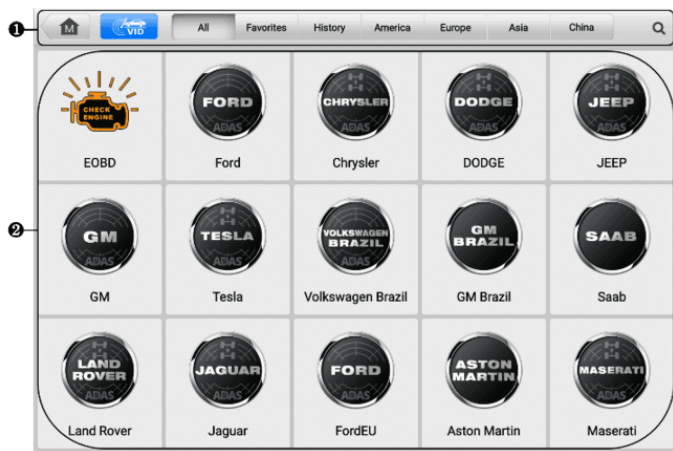 ❶
M
VID
All
Favorites
History
America
Europe
Asia
China
❷
CHECK
ENGINE
EOBD
FORD
ADAS
Ford
CHRYSLER
ADAS
Chrysler
DODGE
ADAS
DODGE
JEEP
ADAS
JEEP
GM
ADAS
GM
TESLA
ADAS
Tesla
VOLKSWAGEN
BRAZIL
ADAS
Volkswagen Brazil
GM
BRAZIL
GM Brazil
SAAB
Saab
LAND
ROVER
ADAS
Land Rover
JAGUAR
ADAS
Jaguar
FORD
ADAS
FordEU
ASTON
MARTIN
Aston Martin
MASERATI
ADAS
Maserati